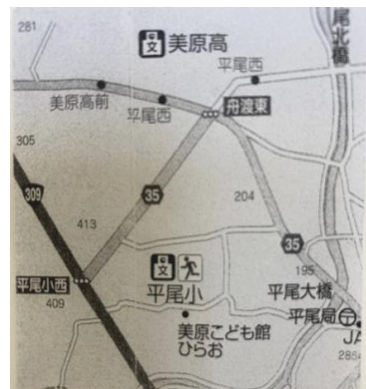 281
美原高
尾北橋
平尾西
美原高前
平尾西
舟渡東
305
309
35
204
413
35
195
平尾小西
409
平尾小
平尾大橋
平尾局
美原こども館
ひらお
JA
285